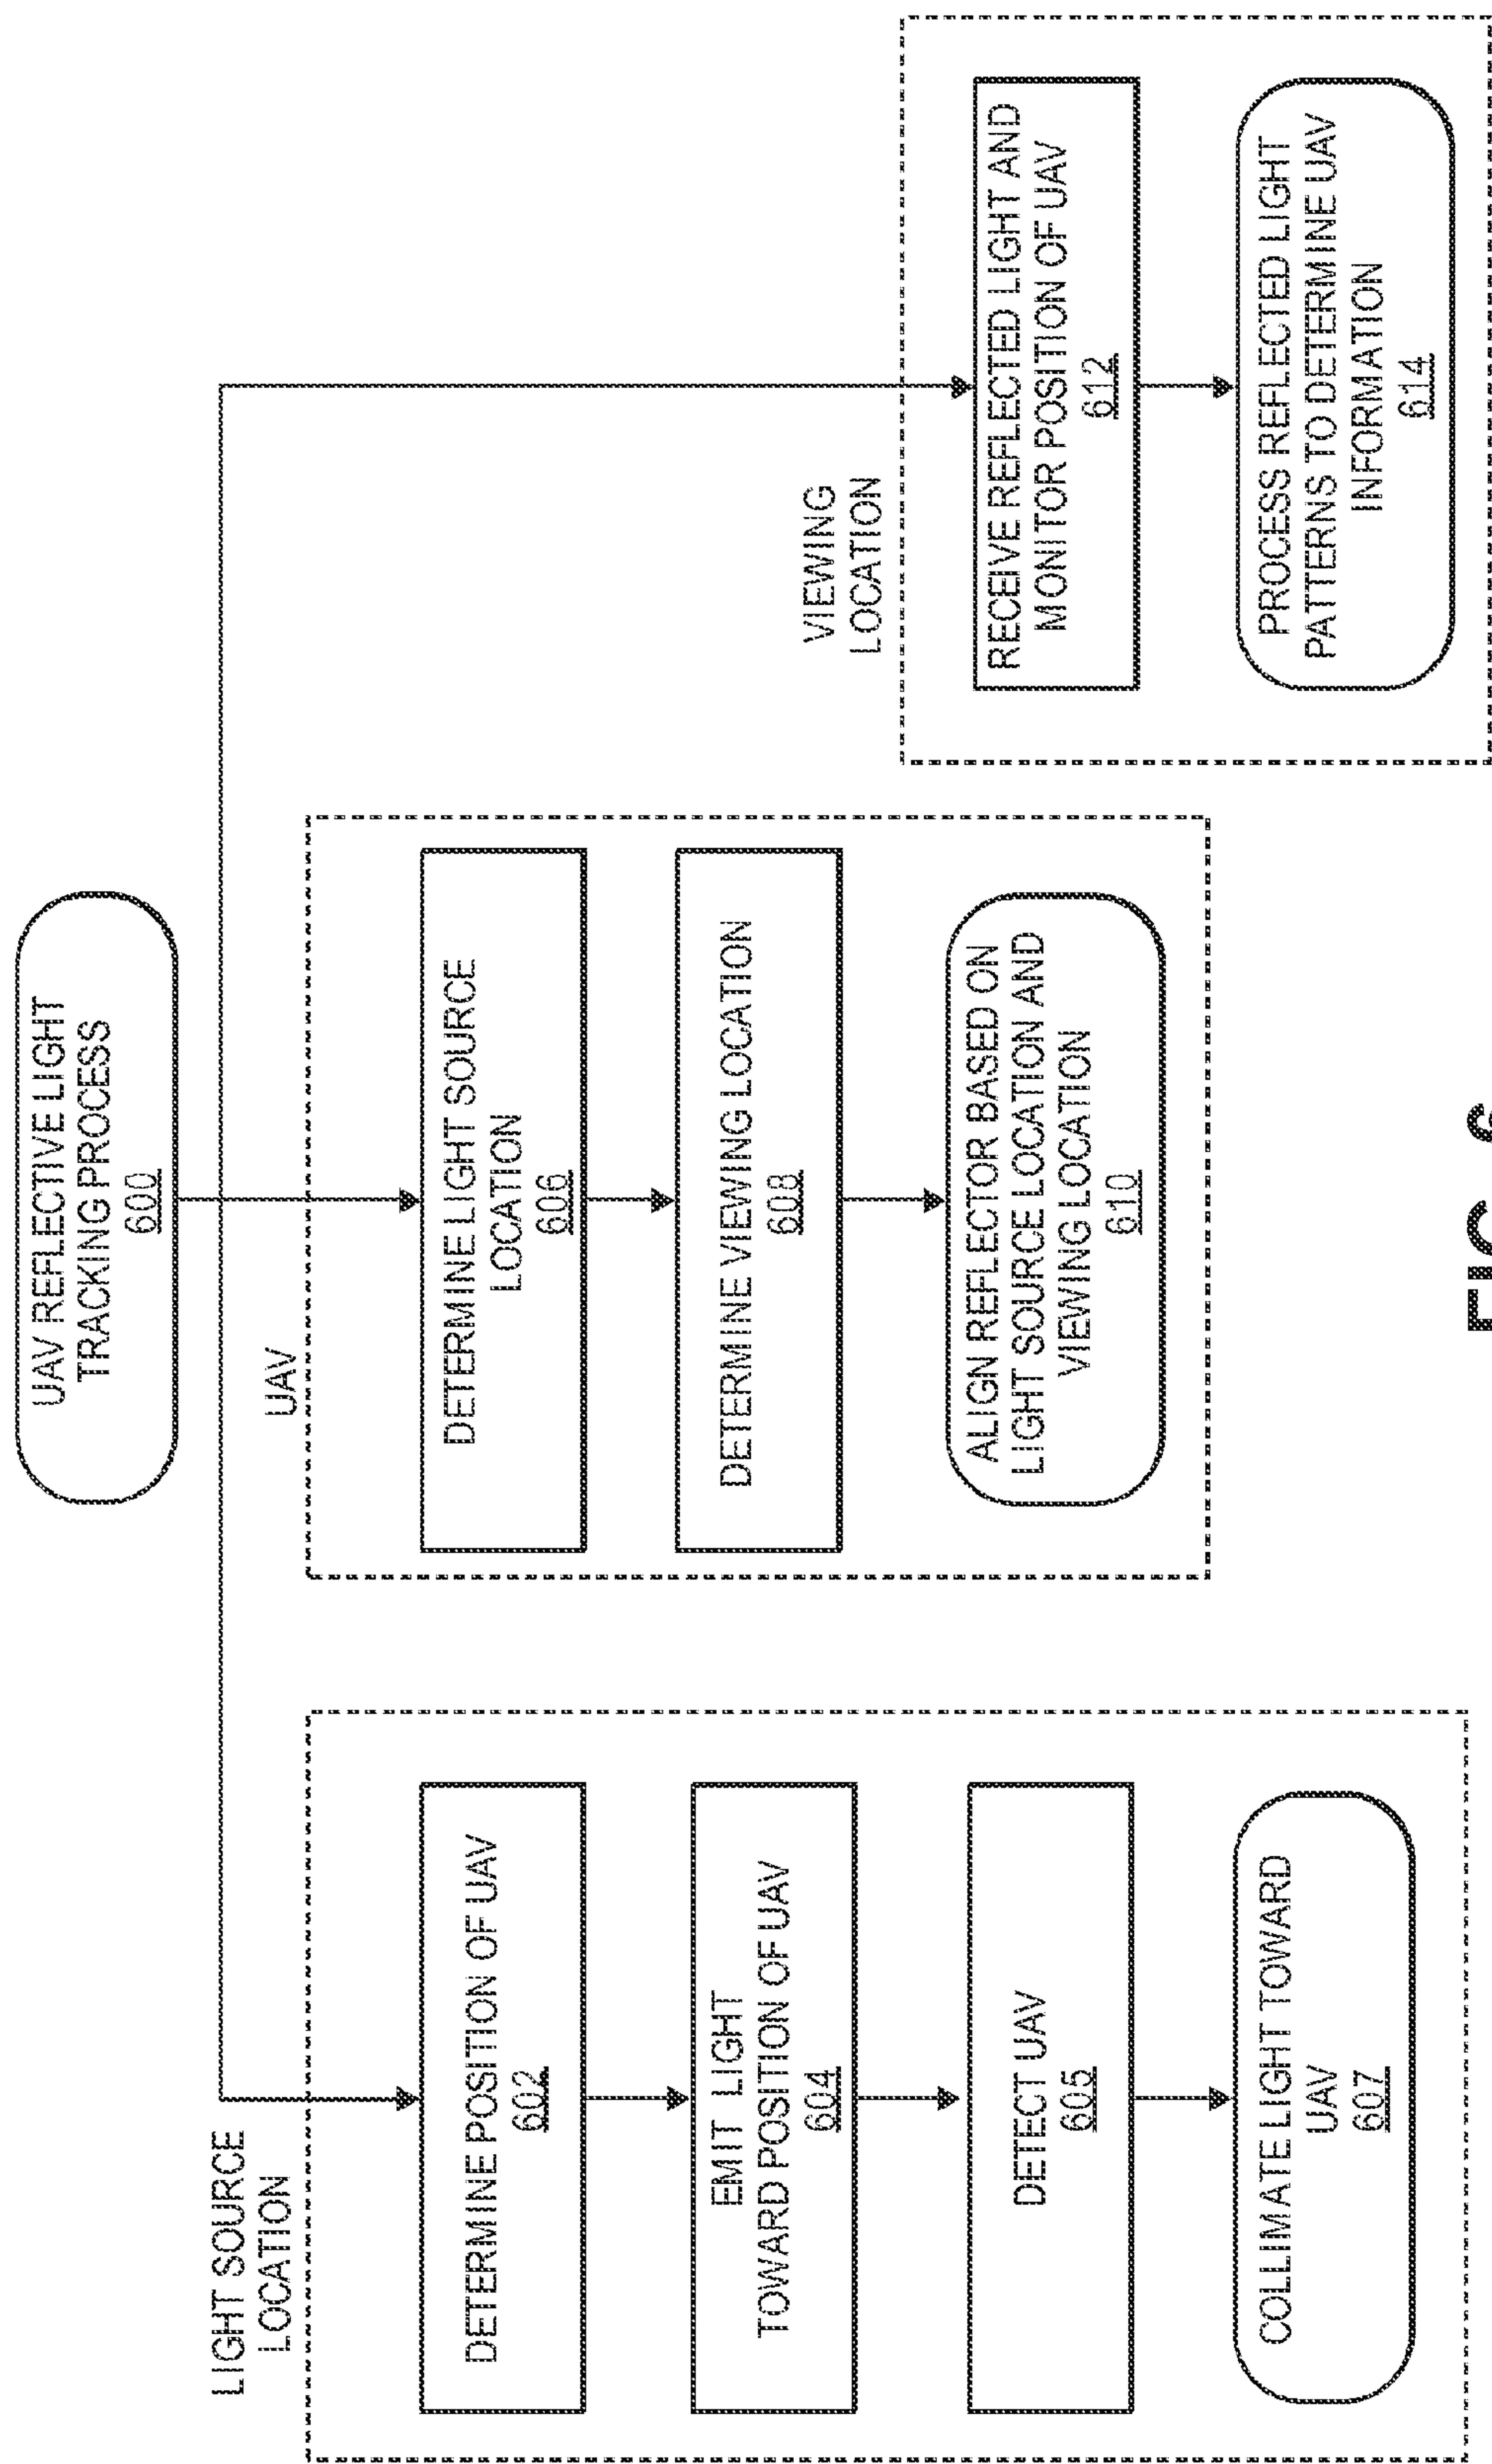 UAV REFLECTIVE LIGHT
TRACKING PROCESS
600
LIGHT SOURCE
LOCATION
DETERMINE POSITION OF UAV
602
EMIT LIGHT
TOWARD POSITION OF UAV
604
DETECT UAV
605
COLLIMATE LIGHT TOWARD
UAV
607
UAV
DETERMINE LIGHT SOURCE
LOCATION
606
DETERMINE VIEWING LOCATION
608
ALIGN REFLECTOR BASED ON
LIGHT SOURCE LOCATION AND
VIEWING LOCATION
610
VIEWING
LOCATION
RECEIVE REFLECTED LIGHT AND
MONITOR POSITION OF UAV
612
PROCESS REFLECTED LIGHT
PATTERNS TO DETERMINE UAV
INFORMATION
614
FIG. 6